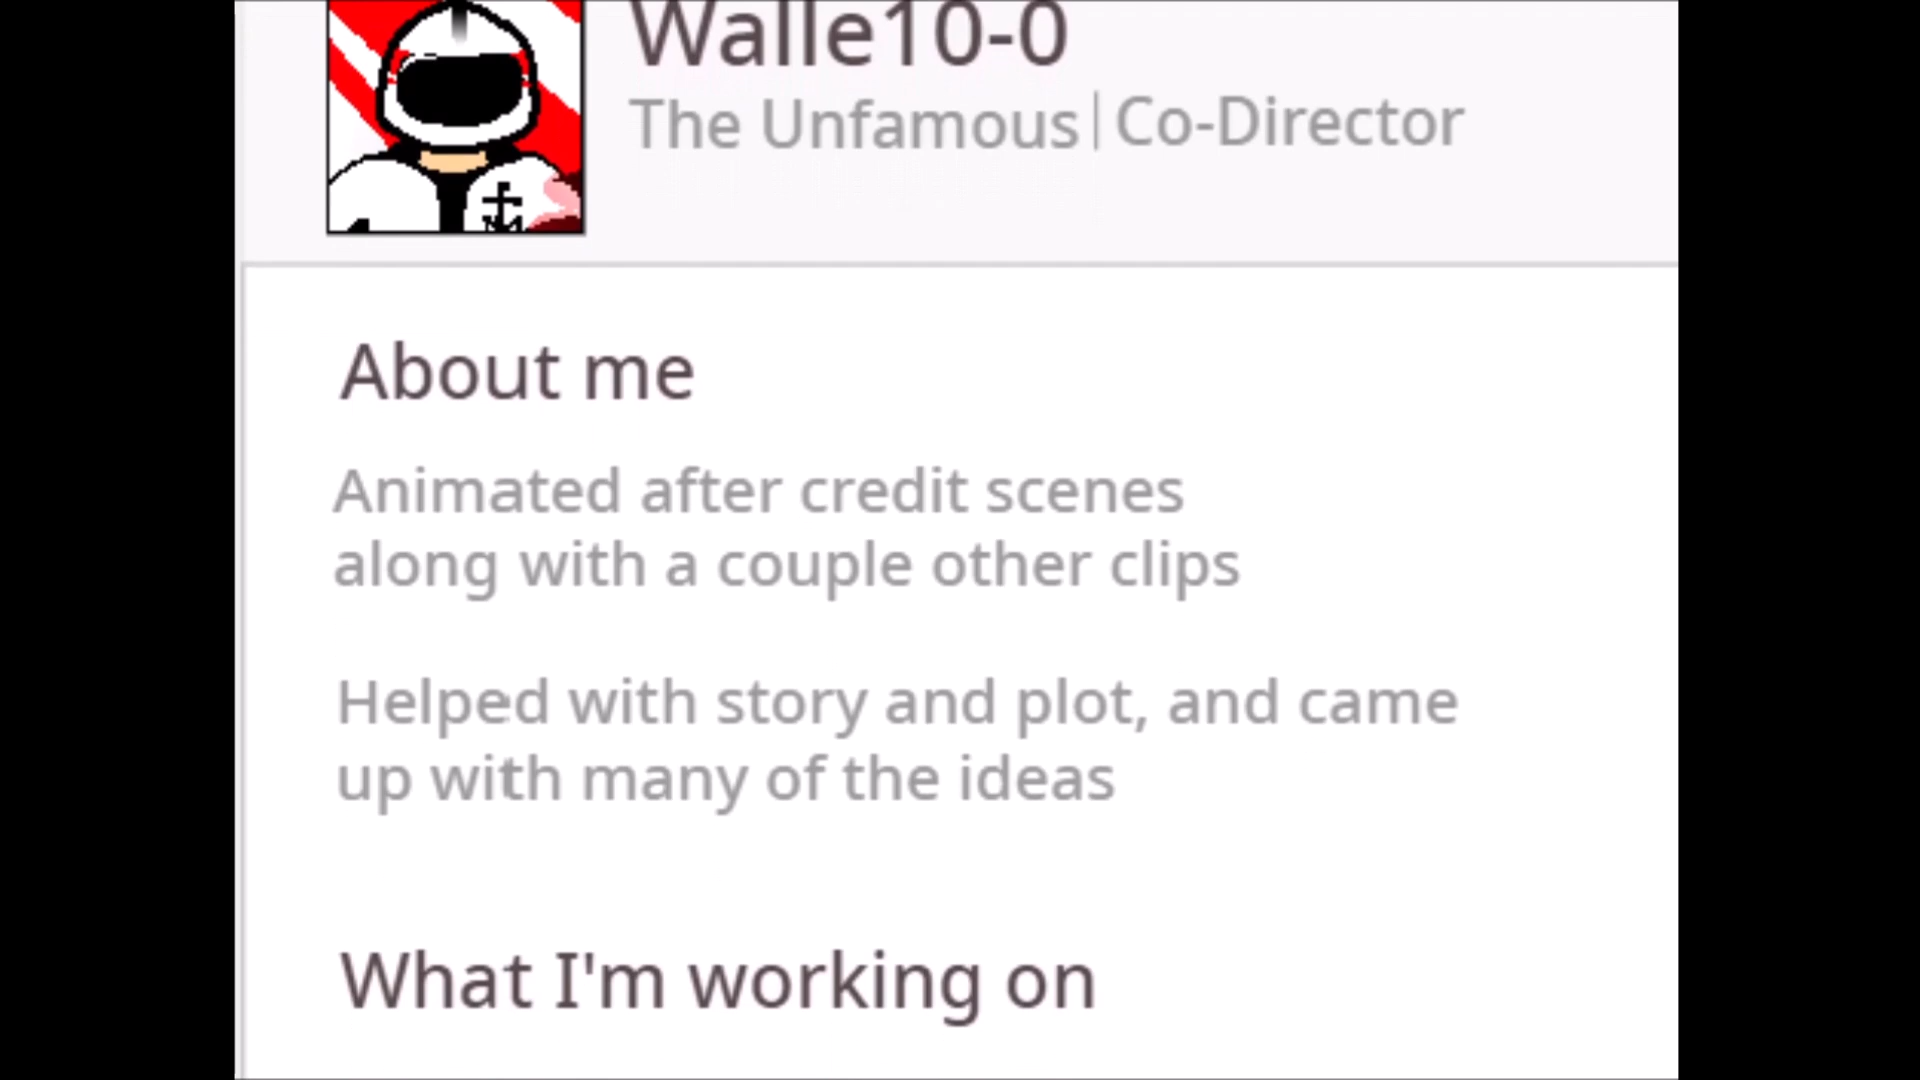 Walle10-0
The Unfamous|Co-Director
About me
Animated after credit scenes
along with a couple other clips
Helped with story and plot, and came
up with many of the ideas
What I'm working on